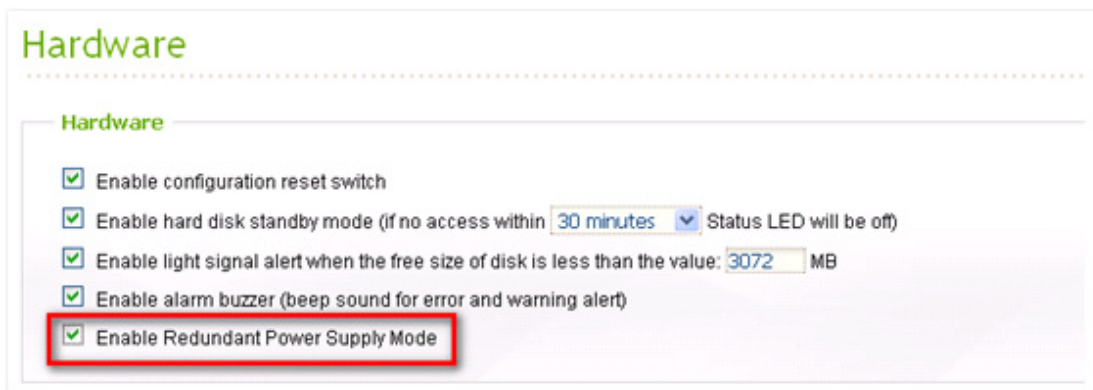 Hardware
Hardware
Enable configuration reset switch
Enable hard disk standby mode (if no access within 30 minutes Status LED will be off)
Enable light signal alert when the free size of disk is less than the value: 3072 MB
Enable alarm buzzer (beep sound for error and warning alert)
Enable Redundant Power Supply Mode